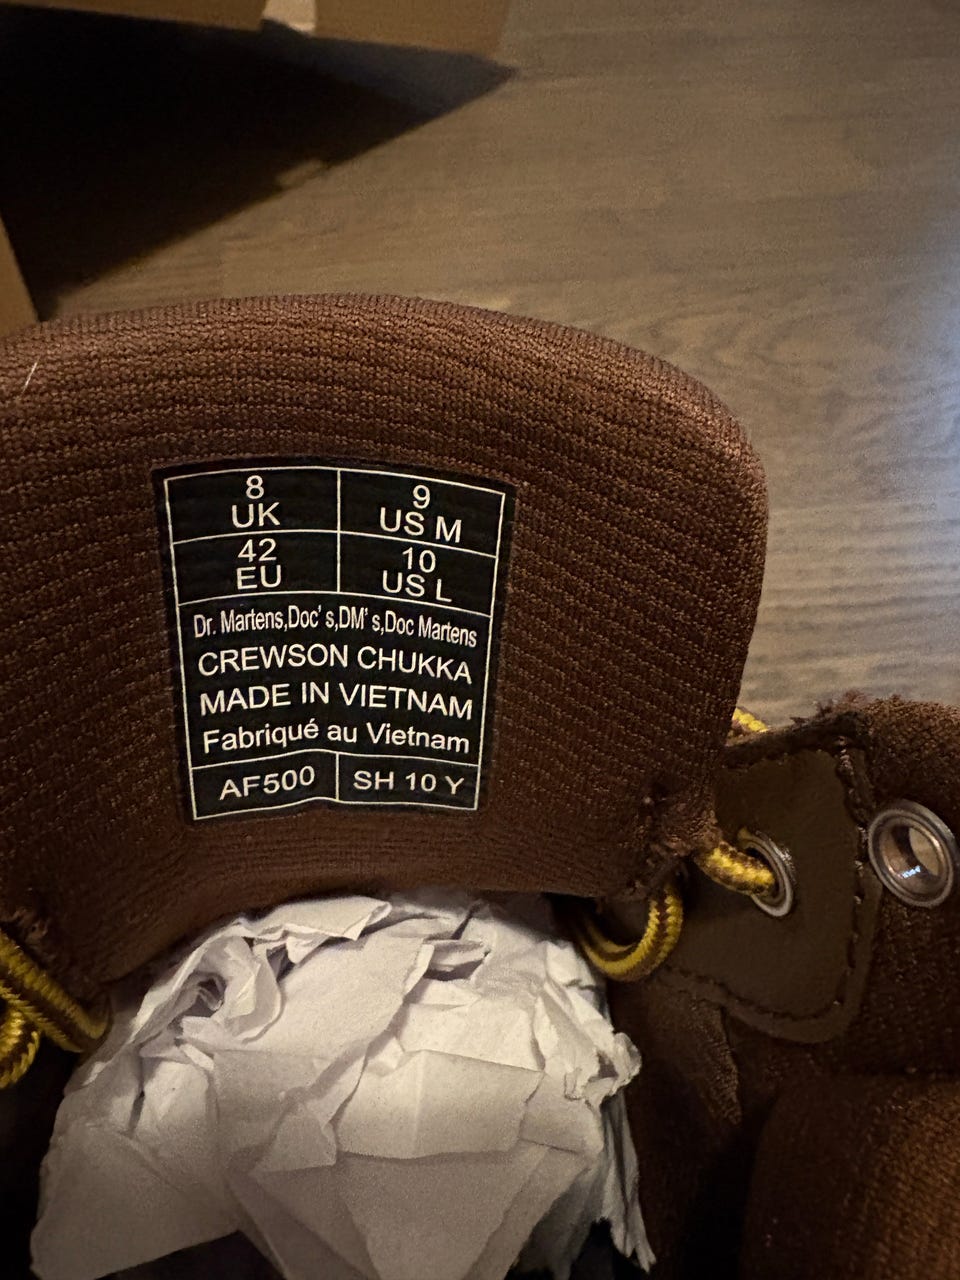 8 9
UK US M
42 10
EU US L
Dr. Martens,Doc's,DM's,Doc Martens
CREWSON CHUKKA
MADE IN VIETNAM
Fabriqué au Vietnam
AF500 SH 10 Y